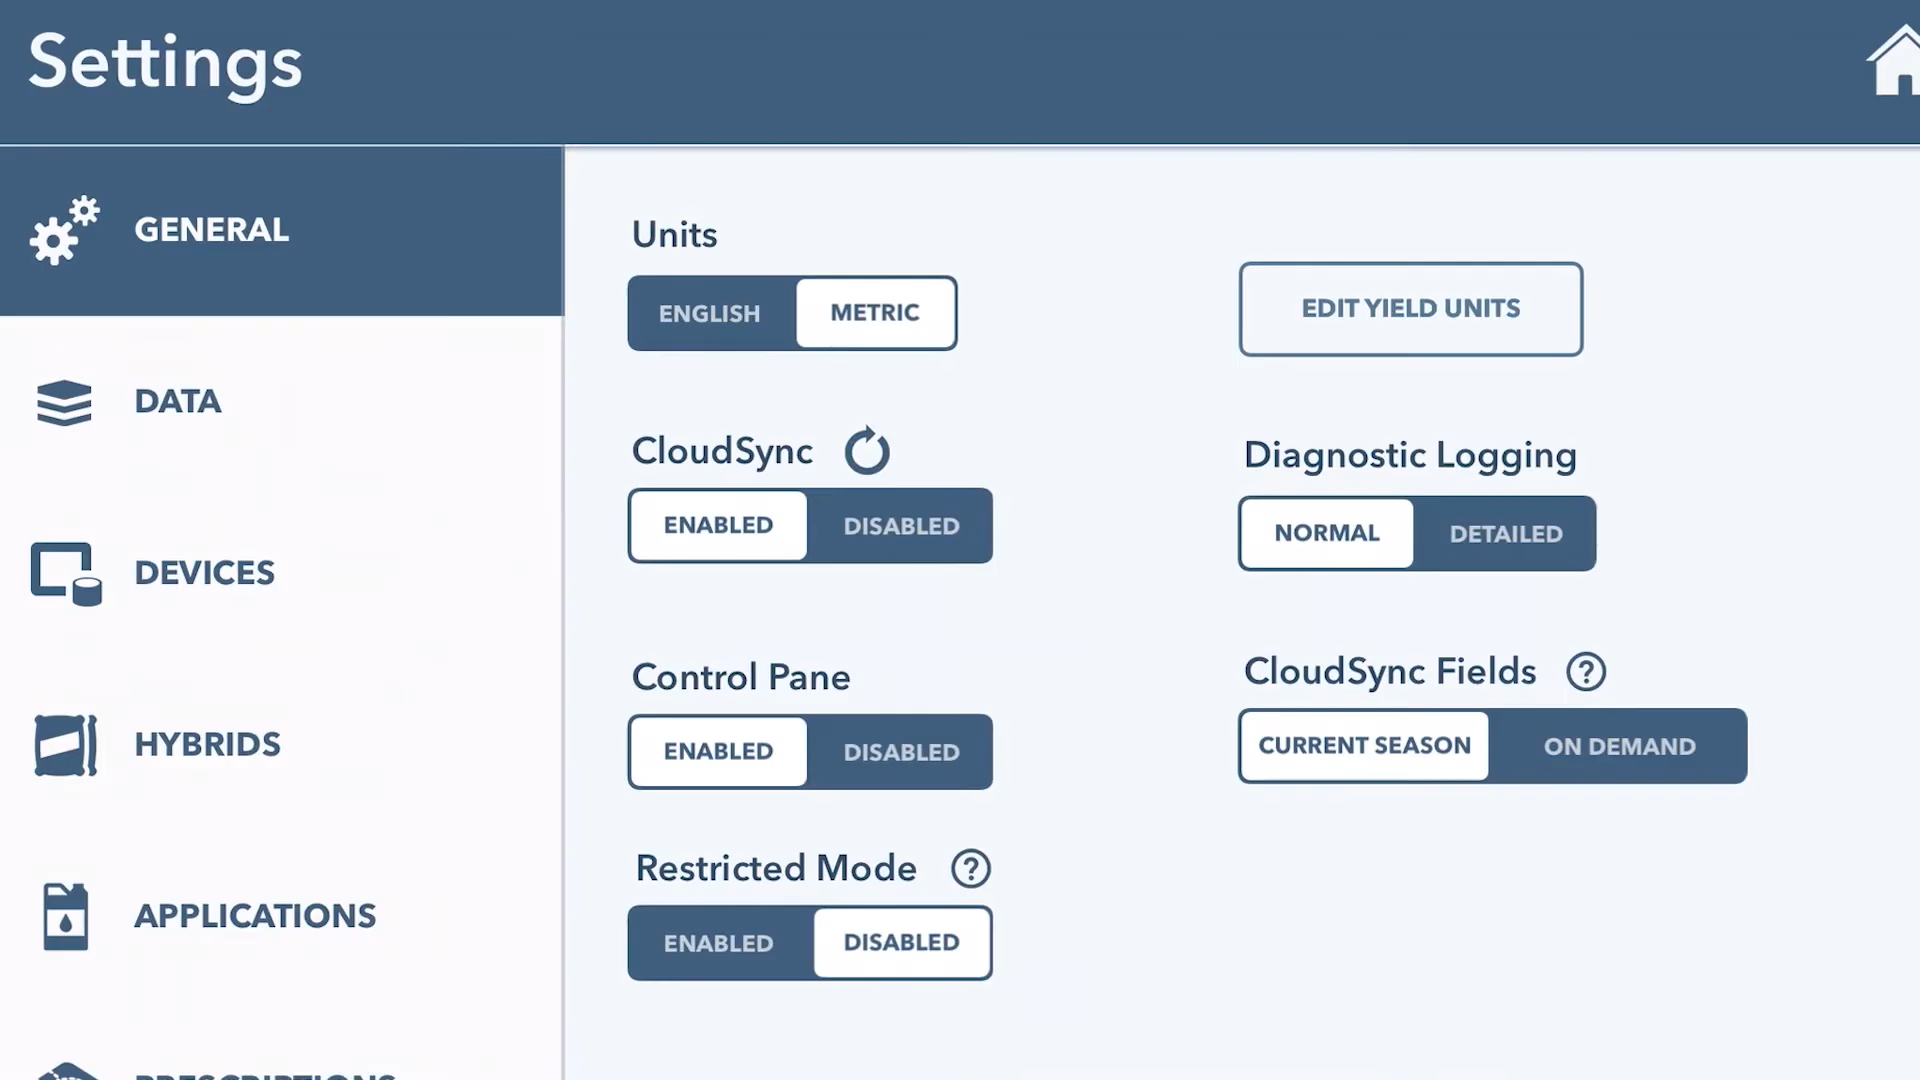 Settings
GENERAL
DATA
DEVICES
HYBRIDS
APPLICATIONS
PRESCRIPTIONS
Units
ENGLISH METRIC
EDIT YIELD UNITS
CloudSync
ENABLED DISABLED
Diagnostic Logging
NORMAL DETAILED
Control Pane
ENABLED DISABLED
CloudSync Fields ?
CURRENT SEASON ON DEMAND
Restricted Mode ?
ENABLED DISABLED